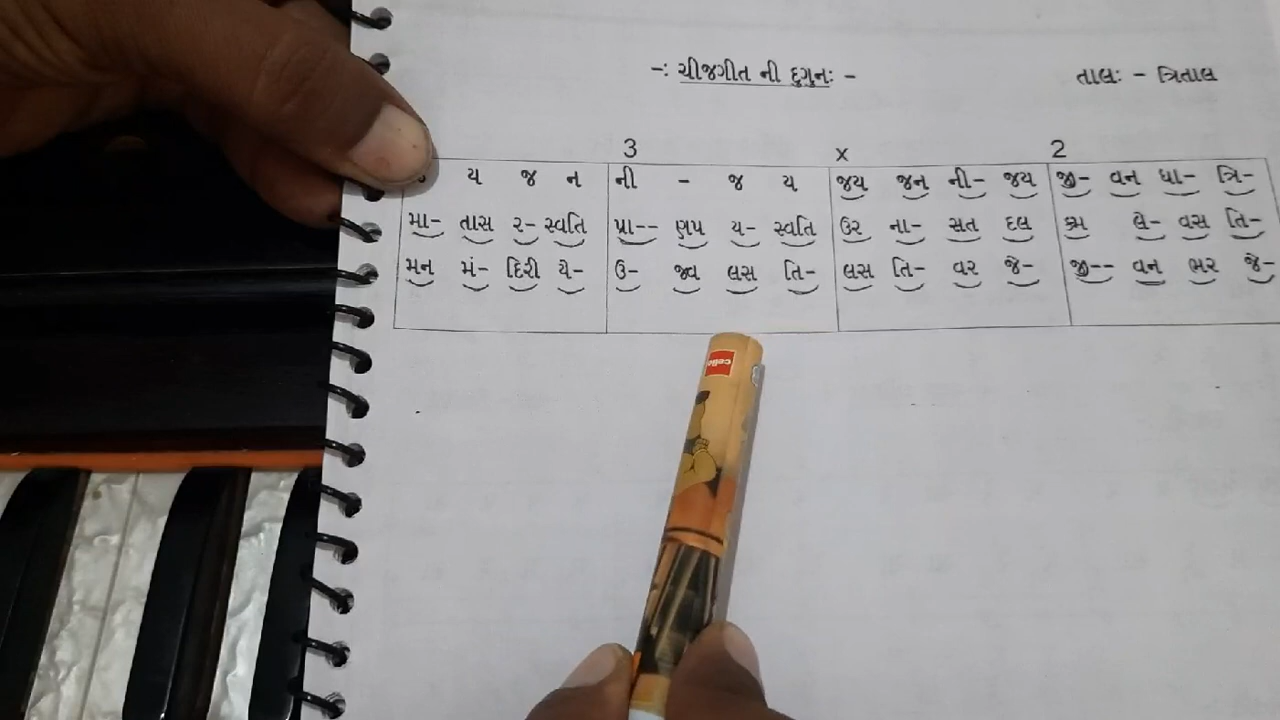 -: ચીજગીત ની દુગુનઃ - તાલઃ - ત્રિતાલ
3 x 2
ય જ ન ની - જ ય જય જન ની- જય જી- વન ધા- ત્રિ-
મા- તાસ ર- સ્વતિ પ્રા-- ણપ ય- સ્વતિ ઉર ના- સત દલ લે- વસ તિ-
મન મં- દિરી યે- ઉ- જ્વ લસ તિ- લસ તિ- વર જે- જી-- વન ભર જે-
cello